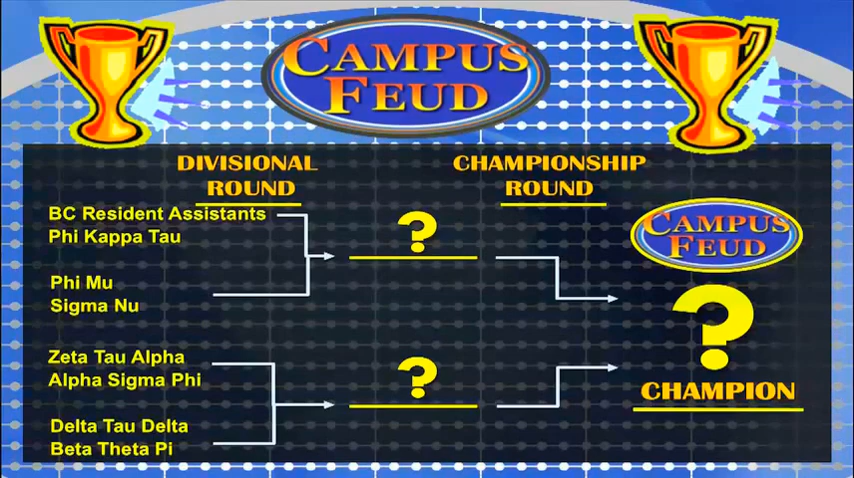 CAMPUS
FEUD
DIVISIONAL
ROUND
CHAMPIONSHIP
ROUND
BC Resident Assistants
Phi Kappa Tau
Phi Mu
Sigma Nu
Zeta Tau Alpha
Alpha Sigma Phi
Delta Tau Delta
Beta Theta Pi
?
?
CAMPUS
FEUD
?
CHAMPION